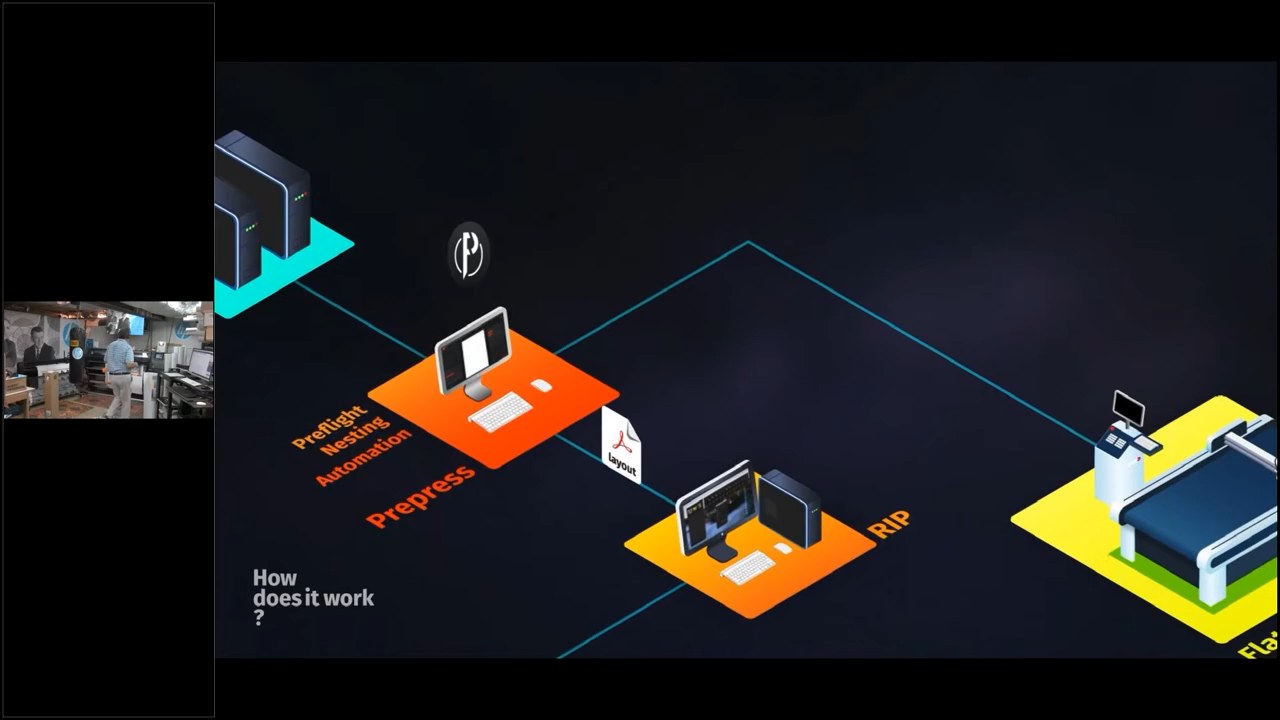 Preflight
Nesting
Automation
Prepress
layout
RIP
How
does it work
?